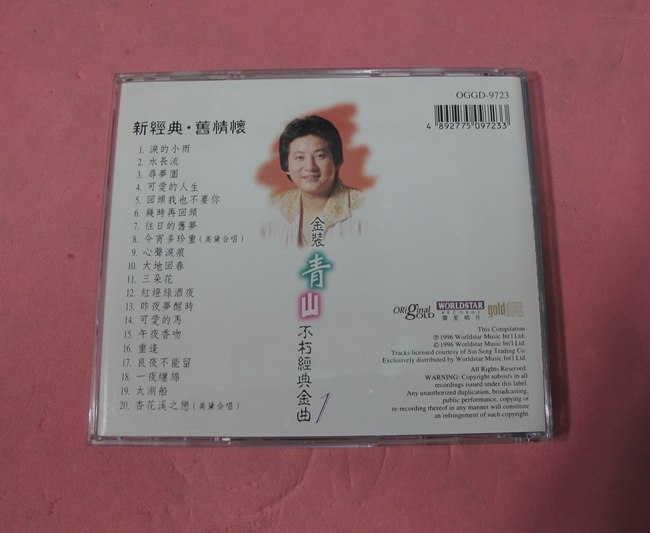 OGGD-9723
4 892775 097233
新經典・舊情懷
1. 淚的小雨
2. 水長流
3. 尋夢園
4. 可愛的人生
5. 回頭我也不要你
6. 幾時再回頭
7. 往日的舊夢
8. 今宵多珍重(美黛合唱)
9. 心聲淚痕
10. 大地回春
11. 三朵花
12. 紅燈綠酒夜
13. 昨夜夢醒時
14. 可愛的馬
15. 午夜香吻
16. 重逢
17. 良夜不能留
18. 一夜纏綿
19. 太湖船
20. 杏花溪之戀(美黛合唱)
金裝
青山
不朽經典金曲 1
ORiginal GOLD
WORLDSTAR
RECORDS
環星唱片
gold
This Compilation
℗ 1996 Worldstar Music Int'l Ltd.
© 1996 Worldstar Music Int'l Ltd.
Tracks licensed courtesy of Sui Seng Trading Co.
Exclusively distributed by Worldstar Music Int'l Ltd.
All Rights Reserved.
WARNING: Copyright subsists in all
recordings issued under this label.
Any unauthorized duplication, broadcasting,
public performance, copying or
re-recording thereof in any manner will constitute
an infringement of such copyright.